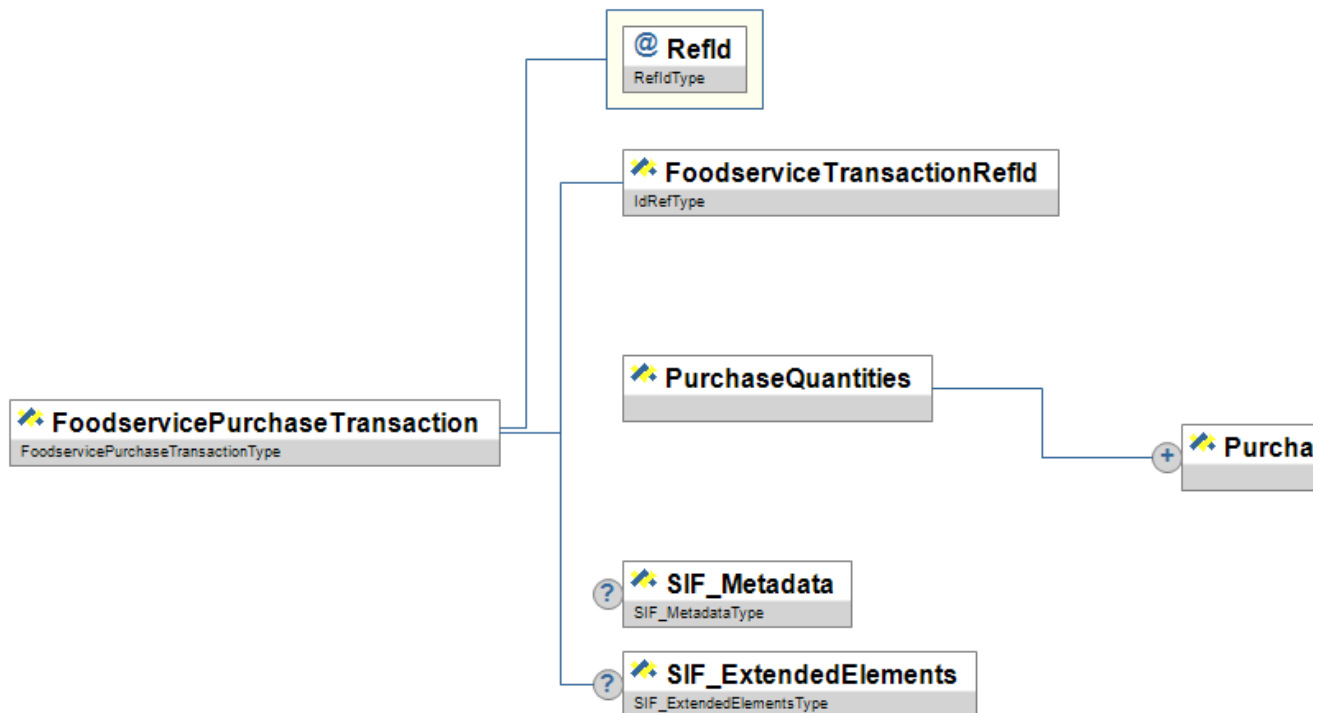 @ RefId
RefIdType
FoodserviceTransactionRefId
IdRefType
PurchaseQuantities
FoodservicePurchaseTransaction
FoodservicePurchaseTransactionType
+ Purcha
? SIF_Metadata
SIF_MetadataType
? SIF_ExtendedElements
SIF_ExtendedElementsType